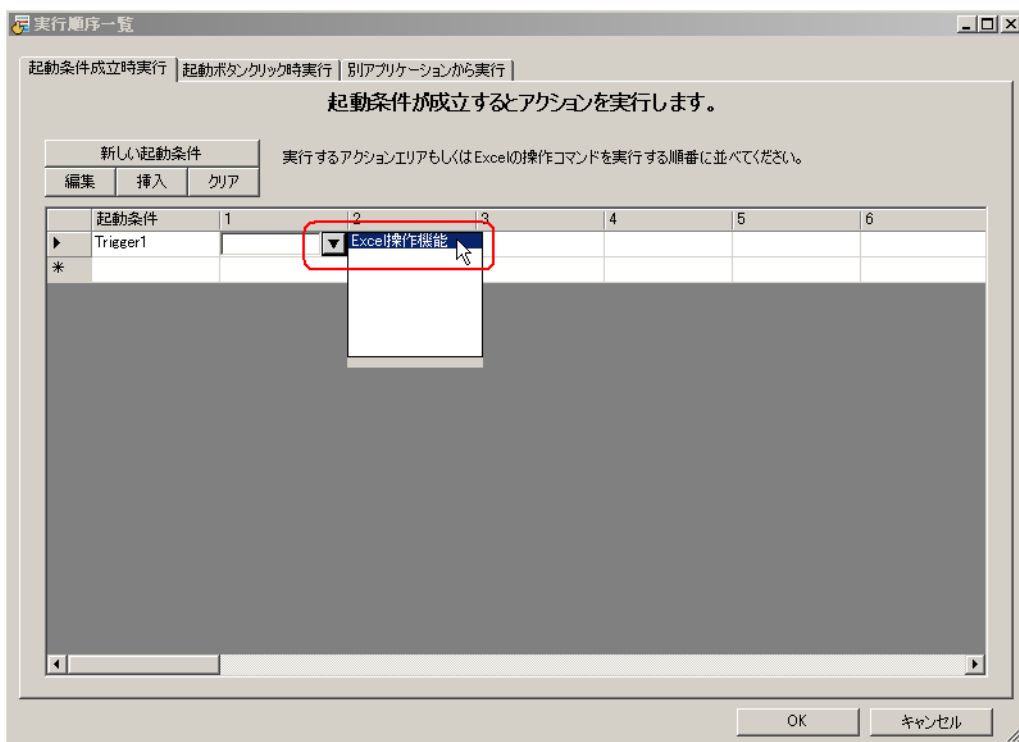 実行順序一覧
起動条件成立時実行 起動ボタンクリック時実行 別アプリケーションから実行
起動条件が成立するとアクションを実行します。
新しい起動条件
実行するアクションエリアもしくはExcelの操作コマンドを実行する順番に並べてください。
編集 挿入 クリア
起動条件 1 2 3 4 5 6
Trigger1 Excel操作機能
OK キャンセル